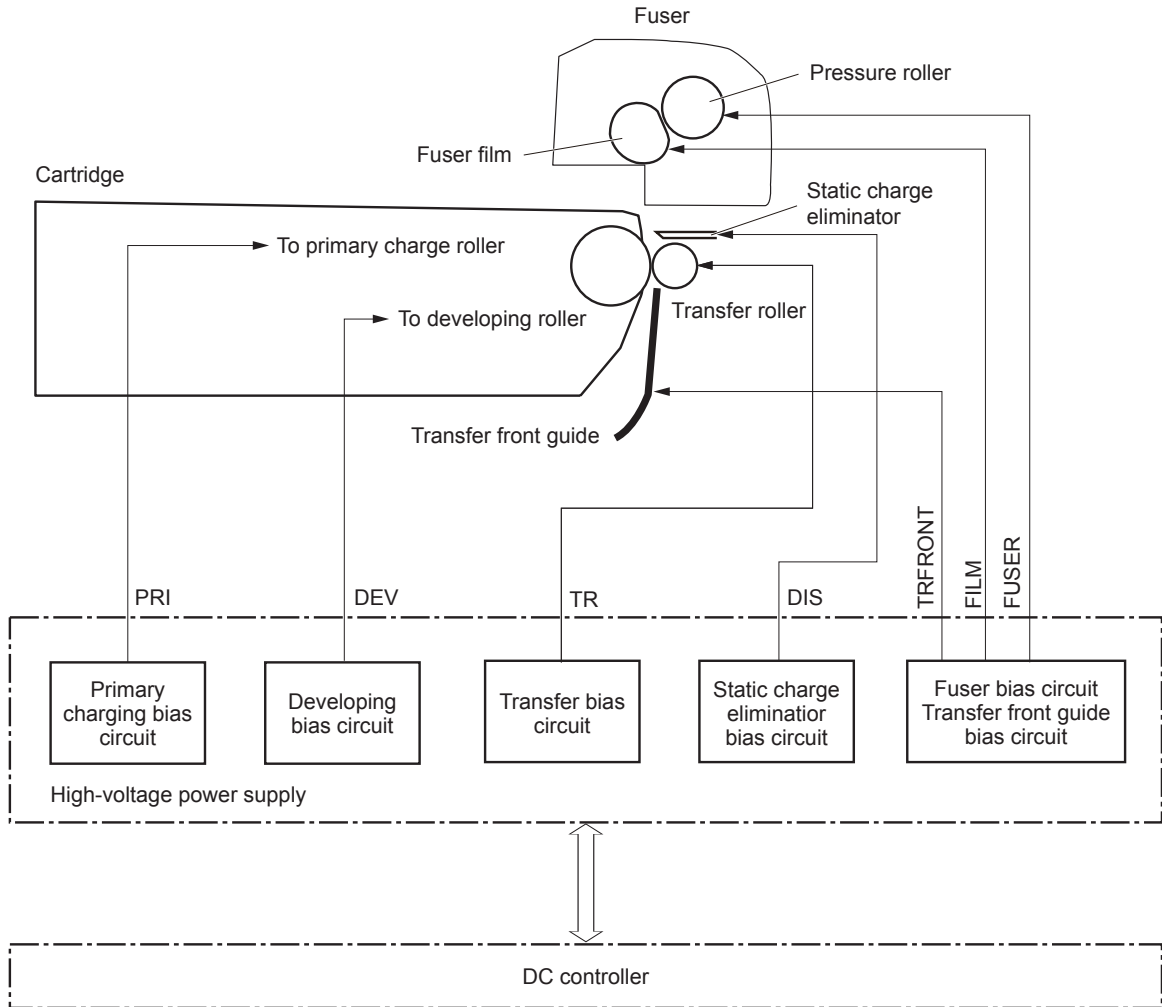 Fuser
Pressure roller
Fuser film
Cartridge
Static charge
eliminator
To primary charge roller
To developing roller
Transfer roller
Transfer front guide
PRI
DEV
TR
DIS
TRFRONT
FILM
FUSER
Primary
charging bias
circuit
Developing
bias circuit
Transfer bias
circuit
Static charge
eliminatior
bias circuit
Fuser bias circuit
Transfer front guide
bias circuit
High-voltage power supply
DC controller